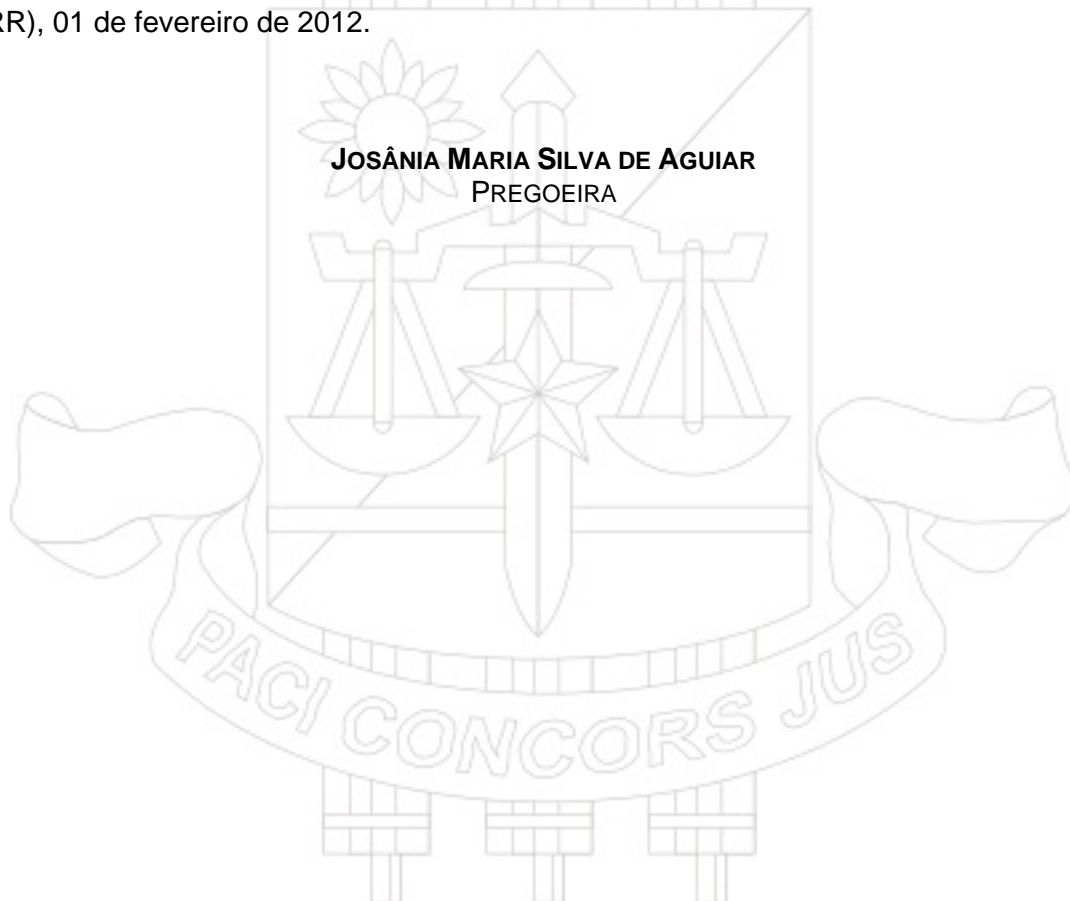 RR), 01 de fevereiro de 2012.
JOSÂNIA MARIA SILVA DE AGUIAR
PREGOEIRA
PACI CONCORS JUS